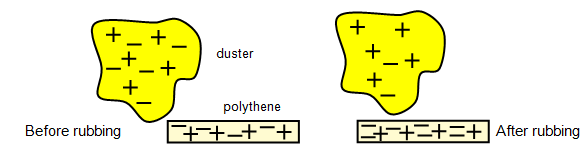 duster
polythene
Before rubbing
After rubbing